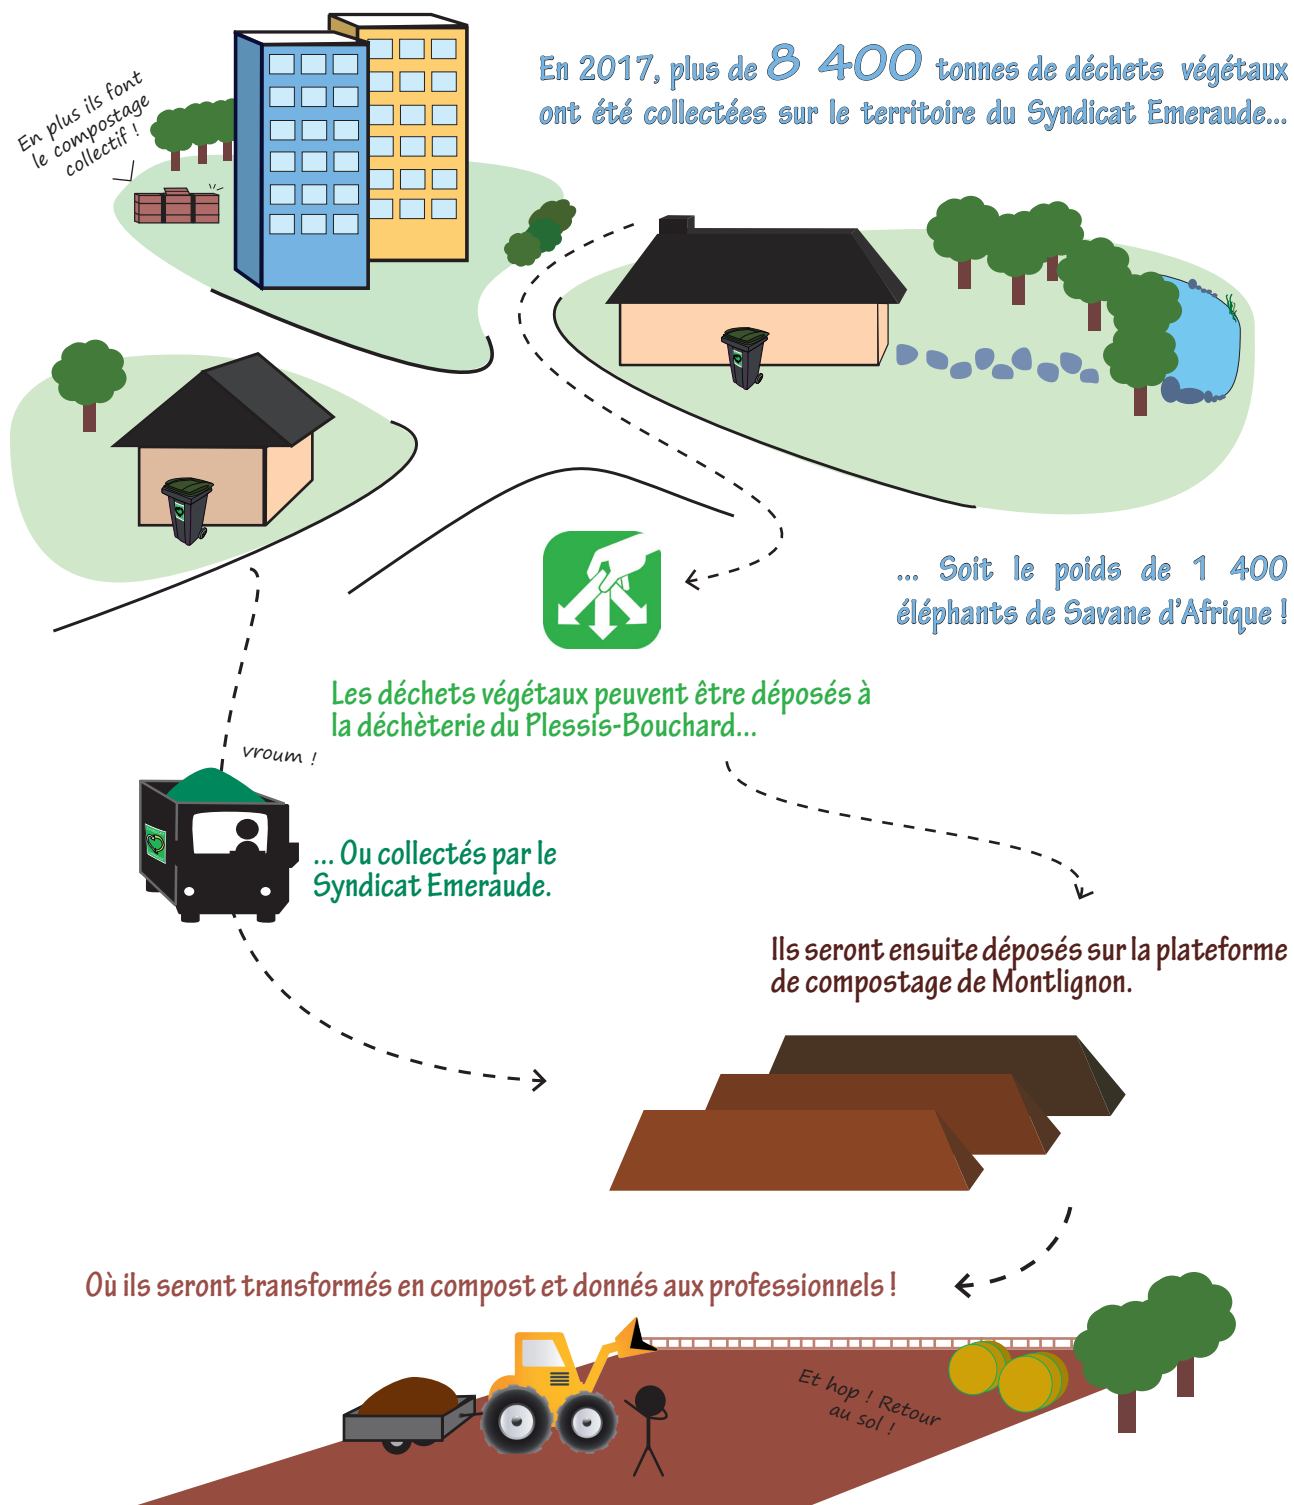 En 2017, plus de 8 400 tonnes de déchets végétaux
ont été collectées sur le territoire du Syndicat Emeraude...
En plus ils font
le compostage
collectif !
... Soit le poids de 1 400
éléphants de Savane d'Afrique !
Les déchets végétaux peuvent être déposés à
la déchèterie du Plessis-Bouchard...
vroum !
... Ou collectés par le
Syndicat Emeraude.
Ils seront ensuite déposés sur la plateforme
de compostage de Montlignon.
Où ils seront transformés en compost et donnés aux professionnels !
Et hop ! Retour
au sol !